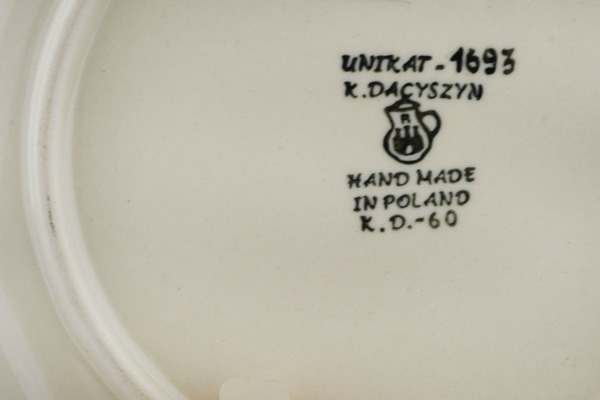 UNIKAT - 1693
K. DACYSZYN
R
HAND MADE
IN POLAND
K.D.-60